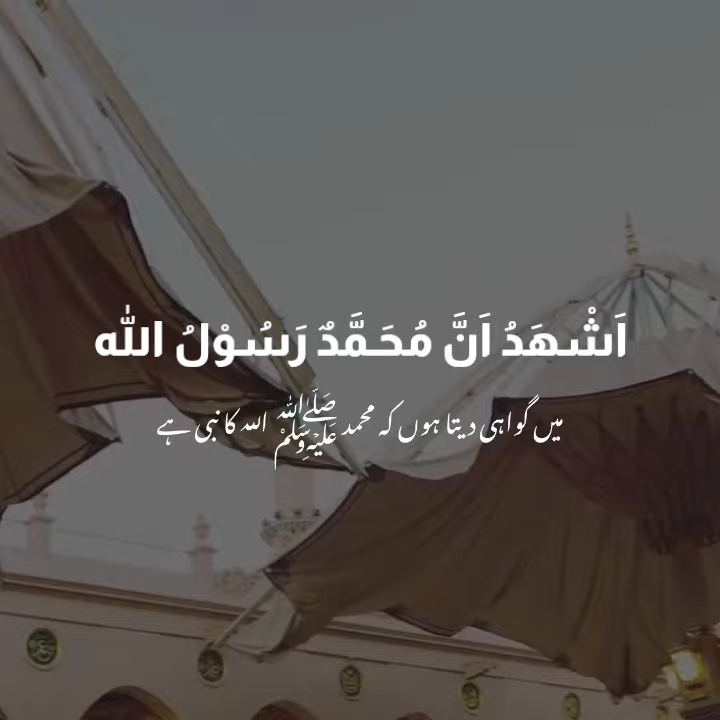 اَشْهَدُ اَنَّ مُحَمَّدٌ رَسُوْلُ اللّٰه
میں گواہی دیتا ہوں کہ محمد ﷺ اللہ کا نبی ہے